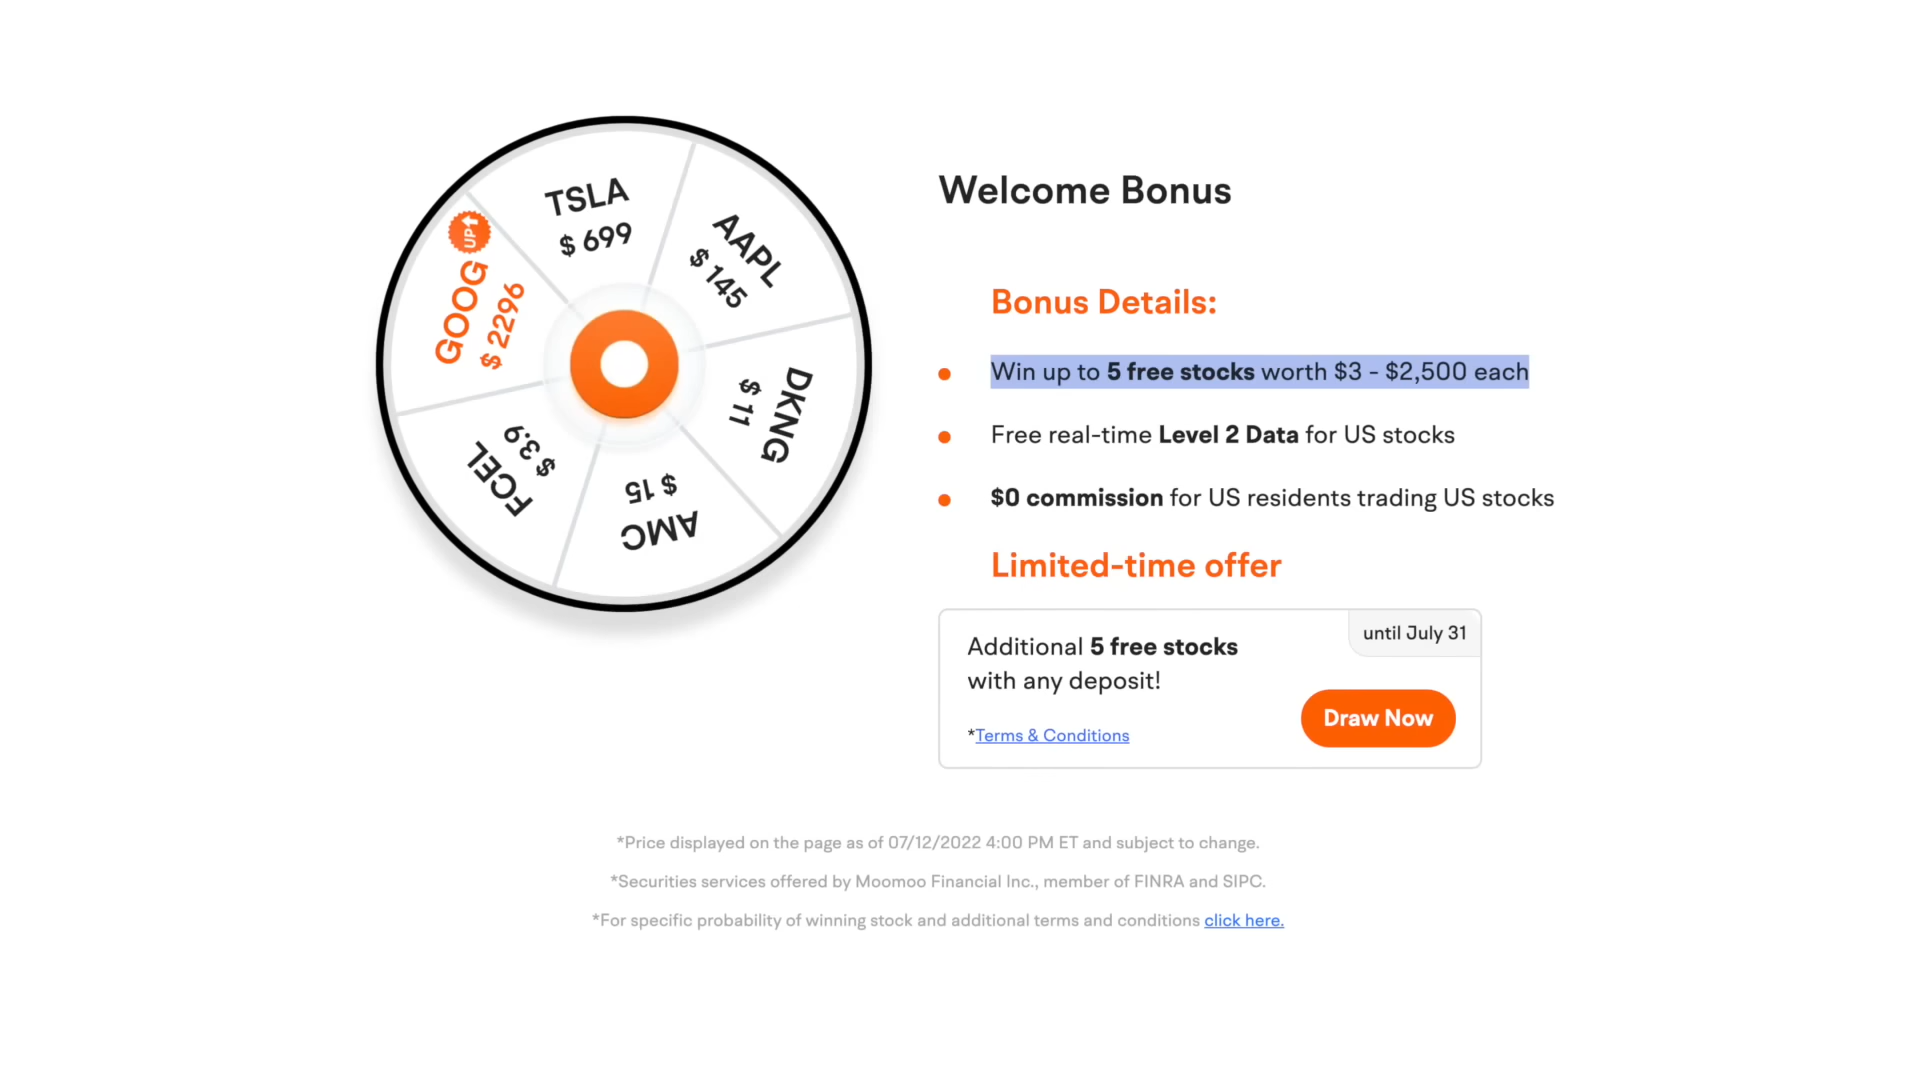 TSLA
$ 699
AAPL
$ 145
DKNG
$ 11
AMC
$ 15
FCEL
$ 3.9
GOOG
$ 2296
UP
Welcome Bonus
Bonus Details:
Win up to 5 free stocks worth $3 - $2,500 each
Free real-time Level 2 Data for US stocks
$0 commission for US residents trading US stocks
Limited-time offer
until July 31
Additional 5 free stocks
with any deposit!
*Terms & Conditions
Draw Now
*Price displayed on the page as of 07/12/2022 4:00 PM ET and subject to change.
*Securities services offered by Moomoo Financial Inc., member of FINRA and SIPC.
*For specific probability of winning stock and additional terms and conditions click here.